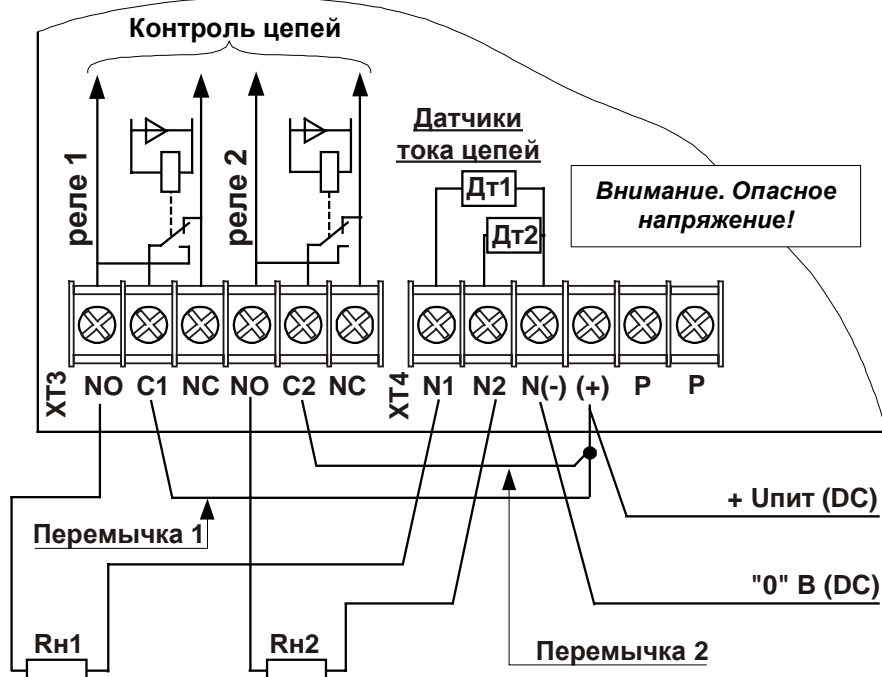 Контроль цепей
реле 1
реле 2
Датчики
тока цепей
Дт1
Дт2
Внимание. Опасное
напряжение!
XT3
NO C1 NC NO C2 NC
XT4
N1 N2 N(-) (+) P P
+ Uпит (DC)
Перемычка 1
"0" В (DC)
Rн1
Rн2
Перемычка 2